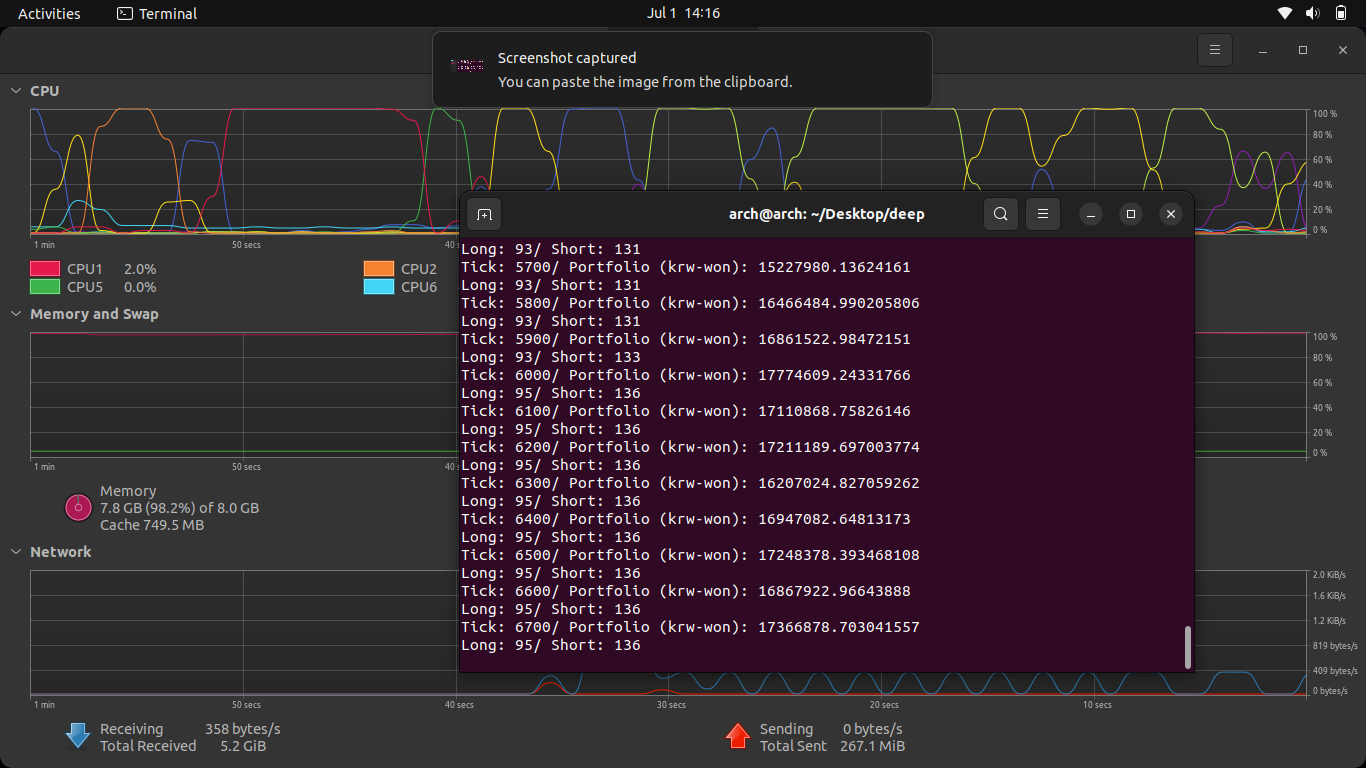 Activities
Terminal
Jul 1 14:16
Screenshot captured
You can paste the image from the clipboard.
CPU
100 %
80 %
60 %
40 %
20 %
0 %
1 min
50 secs
40 s
CPU1 2.0%
CPU2
CPU5 0.0%
CPU6
Memory and Swap
100 %
80 %
60 %
40 %
20 %
0 %
1 min
50 secs
40 s
Memory
7.8 GB (98.2%) of 8.0 GB
Cache 749.5 MB
Network
2.0 KiB/s
1.6 KiB/s
1.2 KiB/s
819 bytes/s
409 bytes/s
0 bytes/s
1 min
50 secs
40 secs
30 secs
20 secs
10 secs
Receiving 358 bytes/s
Total Received 5.2 GiB
Sending 0 bytes/s
Total Sent 267.1 MiB
arch@arch: ~/Desktop/deep
Long: 93/ Short: 131
Tick: 5700/ Portfolio (krw-won): 15227980.13624161
Long: 93/ Short: 131
Tick: 5800/ Portfolio (krw-won): 16466484.990205806
Long: 93/ Short: 131
Tick: 5900/ Portfolio (krw-won): 16861522.98472151
Long: 93/ Short: 133
Tick: 6000/ Portfolio (krw-won): 17774609.24331766
Long: 95/ Short: 136
Tick: 6100/ Portfolio (krw-won): 17110868.75826146
Long: 95/ Short: 136
Tick: 6200/ Portfolio (krw-won): 17211189.697003774
Long: 95/ Short: 136
Tick: 6300/ Portfolio (krw-won): 16207024.827059262
Long: 95/ Short: 136
Tick: 6400/ Portfolio (krw-won): 16947082.64813173
Long: 95/ Short: 136
Tick: 6500/ Portfolio (krw-won): 17248378.393468108
Long: 95/ Short: 136
Tick: 6600/ Portfolio (krw-won): 16867922.96643888
Long: 95/ Short: 136
Tick: 6700/ Portfolio (krw-won): 17366878.703041557
Long: 95/ Short: 136